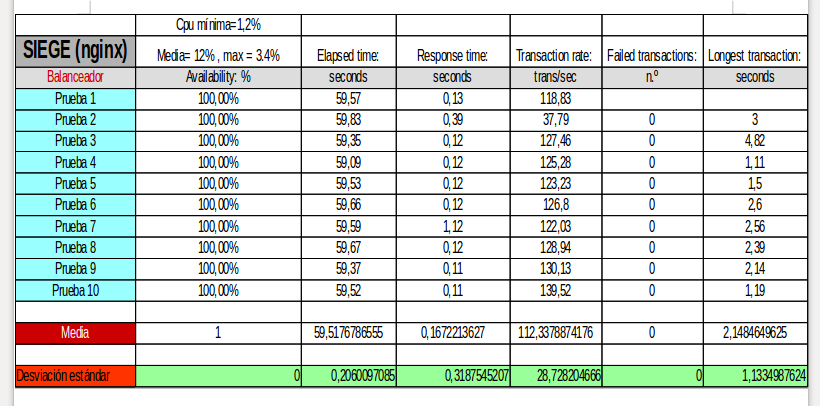 Cpu mínima=1,2%
SIEGE (nginx) Media= 12% , max = 3.4% Elapsed time: Response time: Transaction rate: Failed transactions: Longest transaction:
Balanceador Availability: % seconds seconds trans/sec n.º seconds
Prueba 1 100,00% 59,57 0,13 118,83
Prueba 2 100,00% 59,83 0,39 37,79 0 3
Prueba 3 100,00% 59,35 0,12 127,46 0 4,82
Prueba 4 100,00% 59,09 0,12 125,28 0 1,11
Prueba 5 100,00% 59,53 0,12 123,23 0 1,5
Prueba 6 100,00% 59,66 0,12 126,8 0 2,6
Prueba 7 100,00% 59,59 1,12 122,03 0 2,56
Prueba 8 100,00% 59,67 0,12 128,94 0 2,39
Prueba 9 100,00% 59,37 0,11 130,13 0 2,14
Prueba 10 100,00% 59,52 0,11 139,52 0 1,19
Media 1 59,5176786555 0,1672213627 112,3378874176 0 2,1484649625
Desviación estándar 0 0,2060097085 0,3187545207 28,728204666 0 1,1334987624